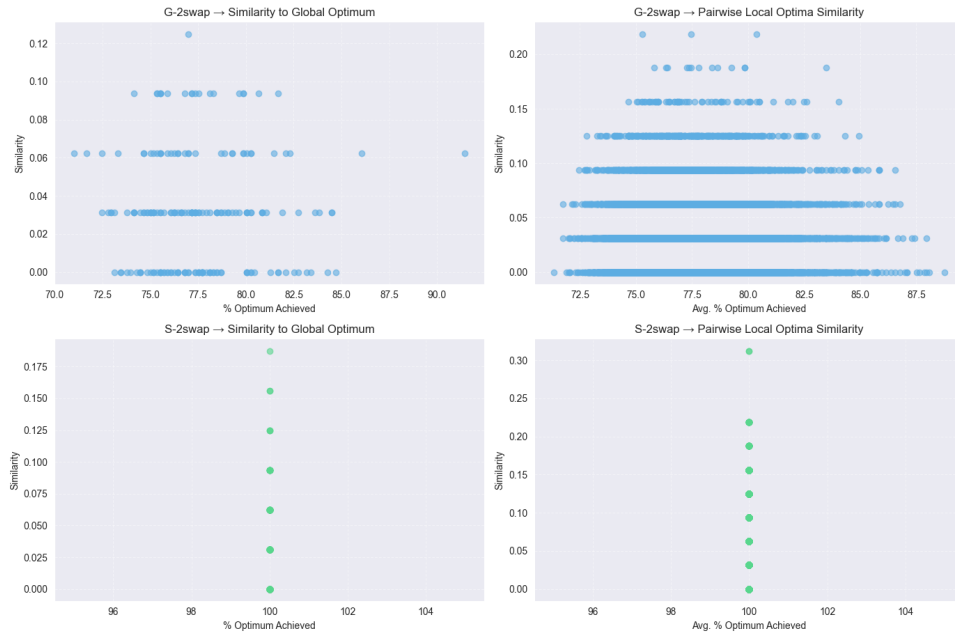 G-2swap → Similarity to Global Optimum
Similarity
0.12
0.10
0.08
0.06
0.04
0.02
0.00
70.0 72.5 75.0 77.5 80.0 82.5 85.0 87.5 90.0
% Optimum Achieved
G-2swap → Pairwise Local Optima Similarity
Similarity
0.20
0.15
0.10
0.05
0.00
72.5 75.0 77.5 80.0 82.5 85.0 87.5
Avg. % Optimum Achieved
S-2swap → Similarity to Global Optimum
Similarity
0.175
0.150
0.125
0.100
0.075
0.050
0.025
0.000
96 98 100 102 104
% Optimum Achieved
S-2swap → Pairwise Local Optima Similarity
Similarity
0.30
0.25
0.20
0.15
0.10
0.05
0.00
96 98 100 102 104
Avg. % Optimum Achieved